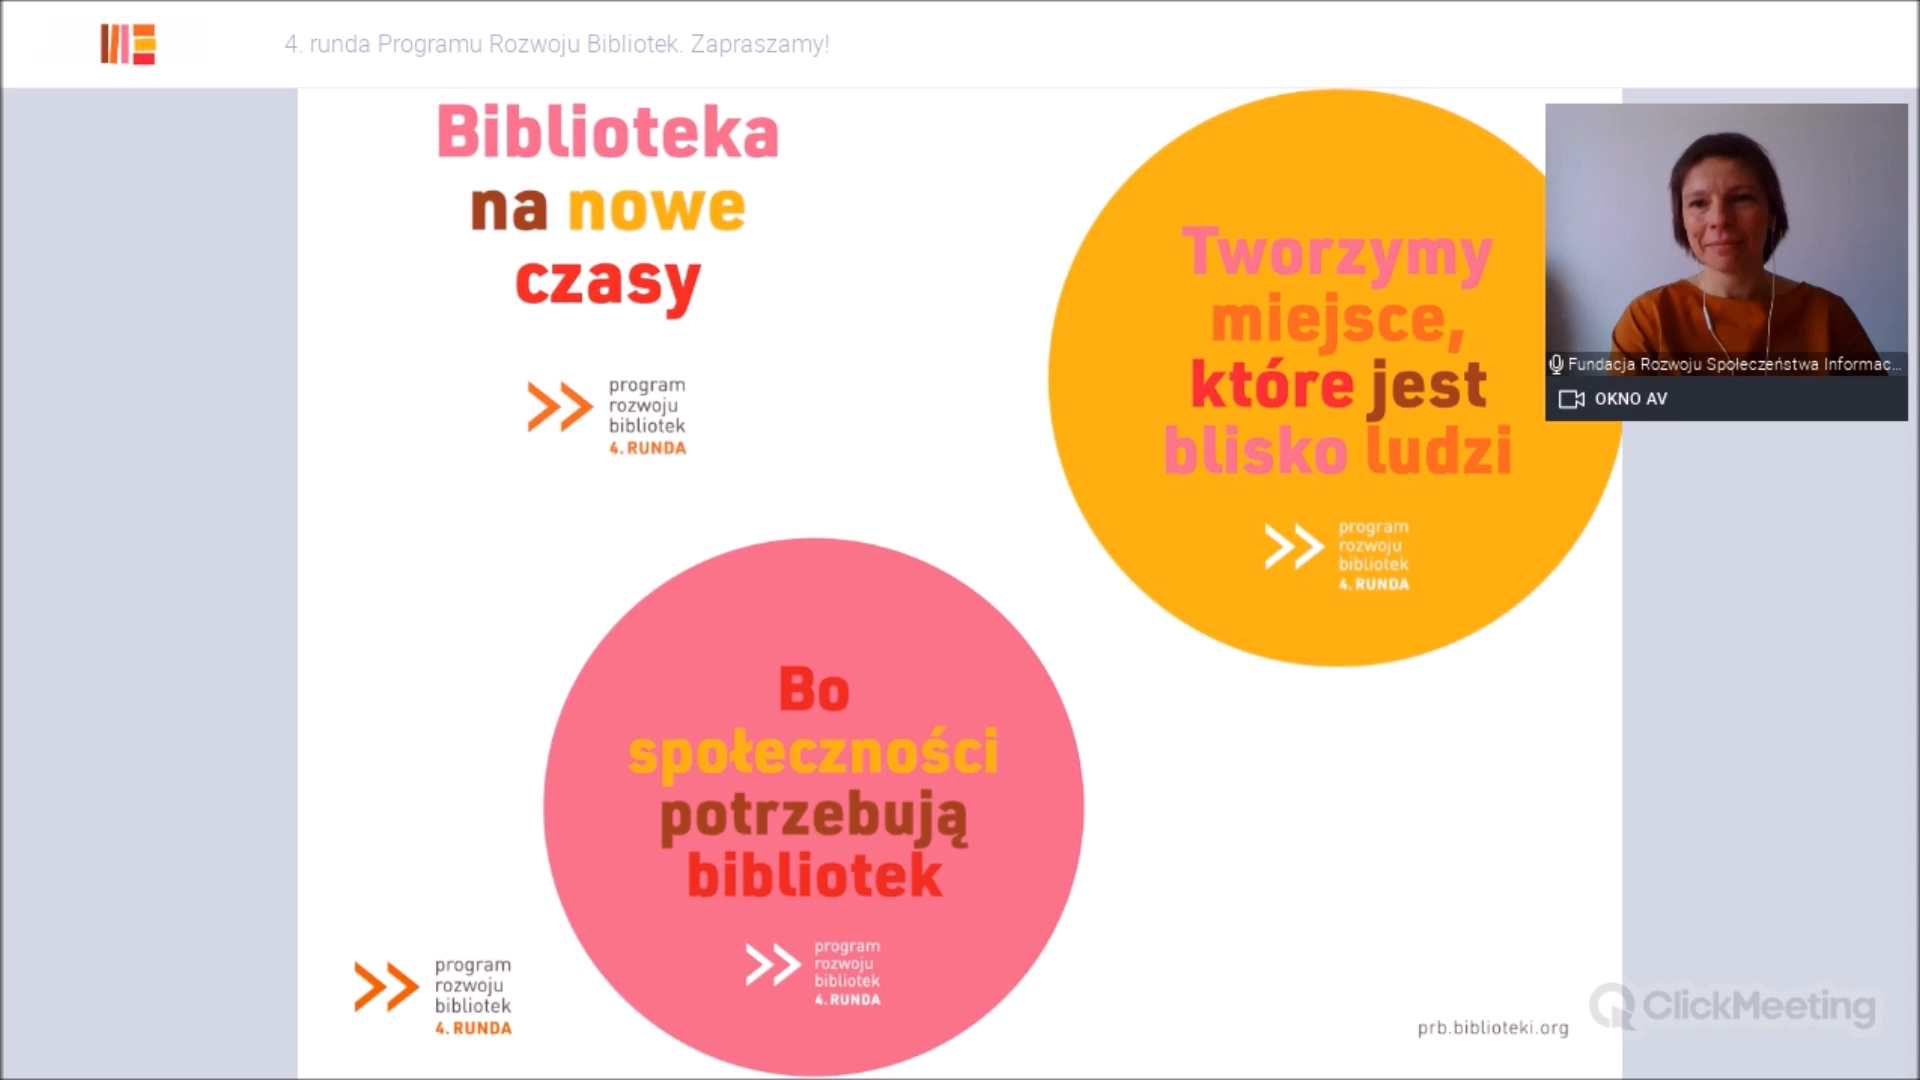 4. runda Programu Rozwoju Bibliotek. Zapraszamy!
Biblioteka
na nowe
czasy
program
rozwoju
bibliotek
4. RUNDA
Tworzymy
miejsce,
które jest
blisko ludzi
program
rozwoju
bibliotek
4. RUNDA
Fundacja Rozwoju Społeczeństwa Informac...
OKNO AV
Bo
społeczności
potrzebują
bibliotek
program
rozwoju
bibliotek
4. RUNDA
program
rozwoju
bibliotek
4. RUNDA
prb.biblioteki.org
ClickMeeting